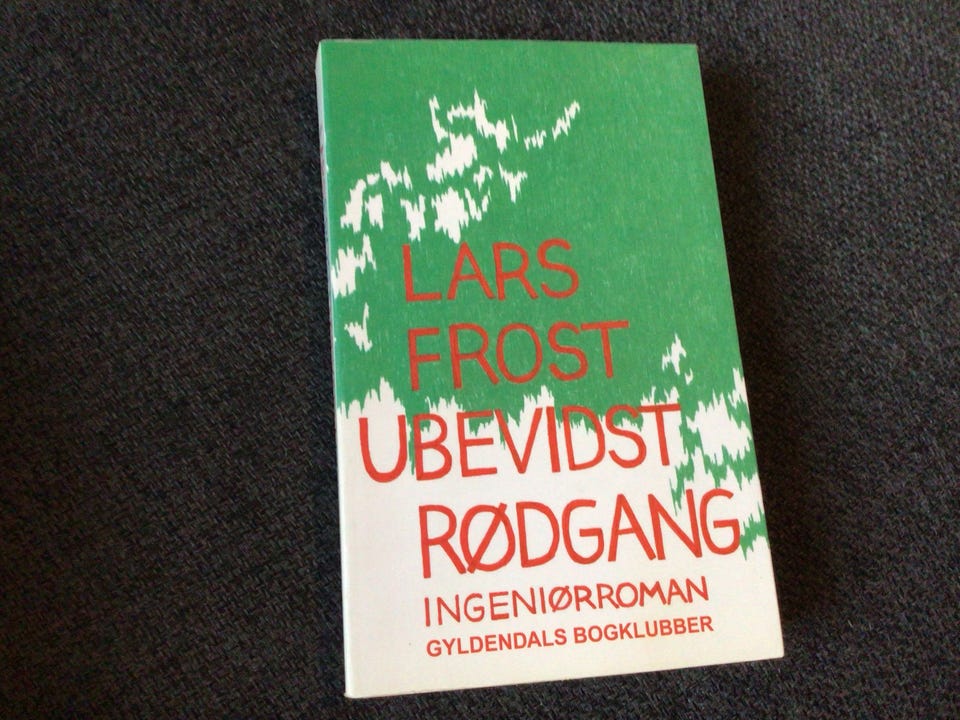 LARS
FROST
UBEVIDST
RØDGANG
INGENIØRROMAN
GYLDENDALS BOGKLUBBER